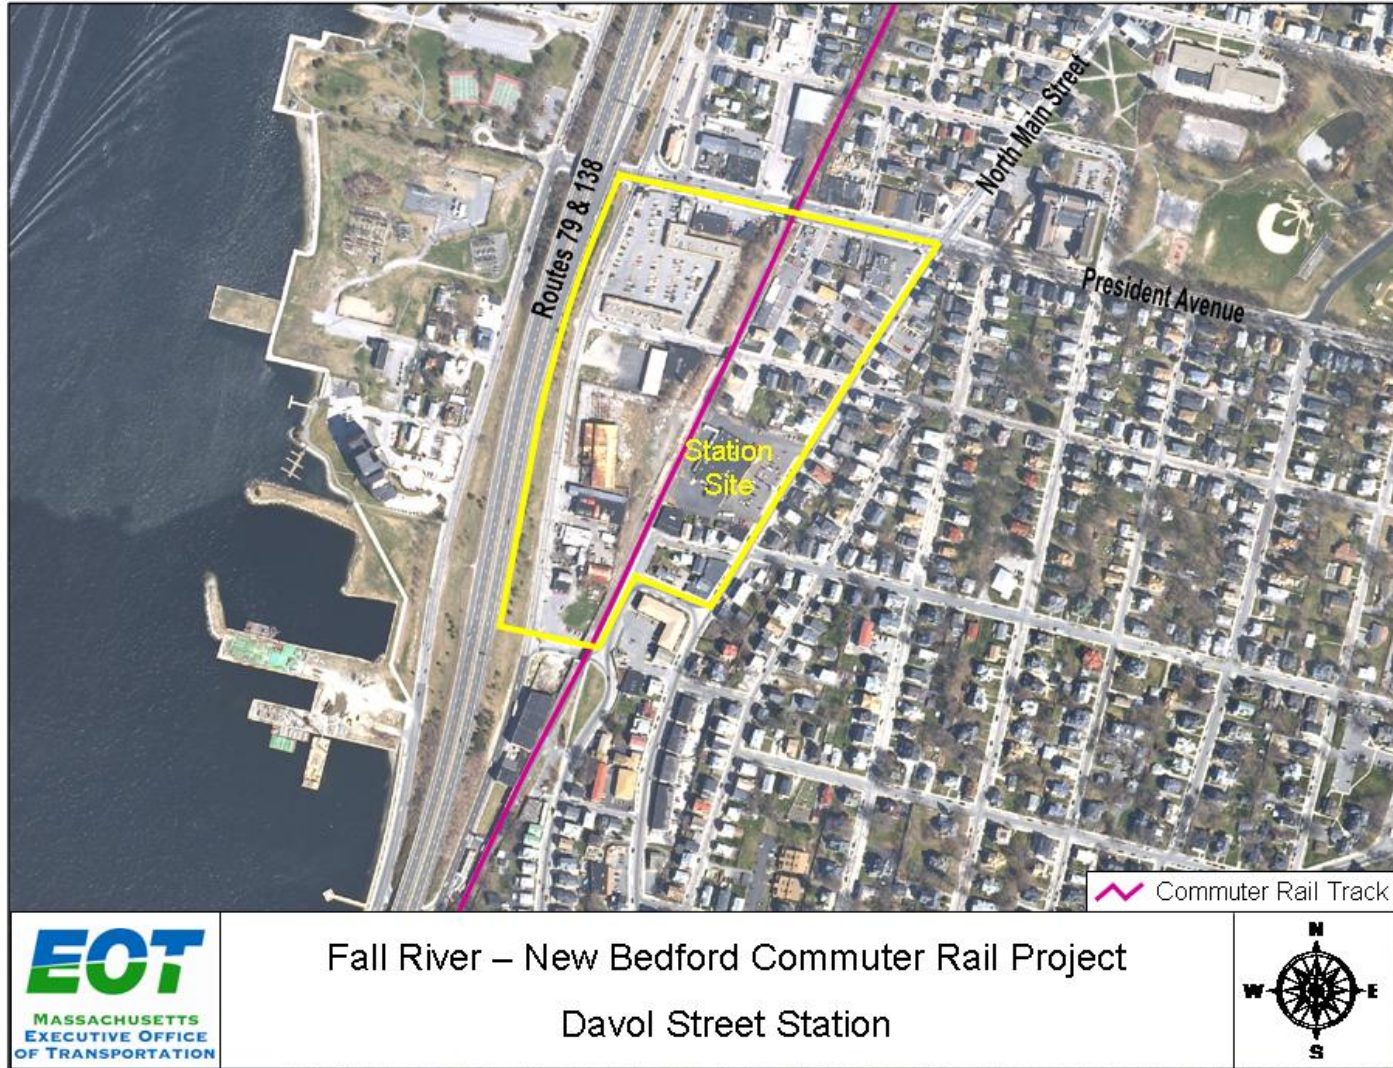 North Main Street
Routes 79 & 138
President Avenue
Station
Site
Commuter Rail Track
EOT
MASSACHUSETTS
EXECUTIVE OFFICE
OF TRANSPORTATION
Fall River – New Bedford Commuter Rail Project
Davol Street Station
N
W E
S